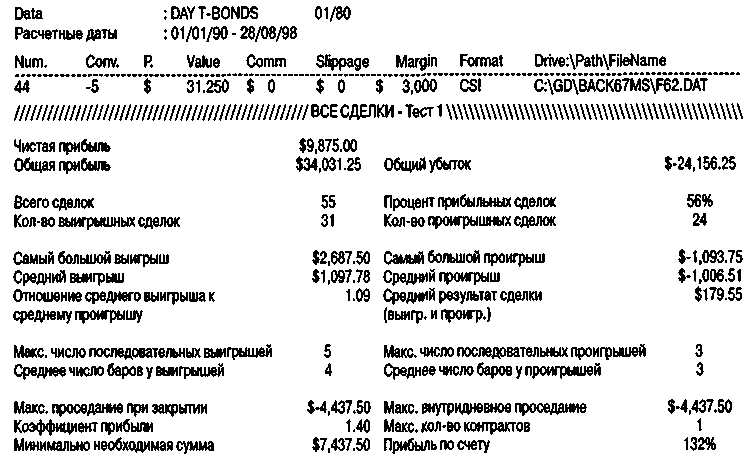 Data : DAY T-BONDS 01/80
Расчетные даты : 01/01/90 - 28/08/98
Num. Conv. P. Value Comm Slippage Margin Format Drive:\Path\FileName
44 -5 $ 31.250 $ 0 $ 0 $ 3,000 CSI C:\GD\BACK67MS\F62.DAT
////////////////////////////////////////////////// ВСЕ СДЕЛКИ - Тест 1 \\\\\\\\\\\\\\\\\\\\\\\\\\\\\\\\\\\\\\\\\\\\\\\\\\
Чистая прибыль $9,875.00
Общая прибыль $34,031.25 Общий убыток $-24,156.25
Всего сделок 55 Процент прибыльных сделок 56%
Кол-во выигрышных сделок 31 Кол-во проигрышных сделок 24
Самый большой выигрыш $2,687.50 Самый большой проигрыш $-1,093.75
Средний выигрыш $1,097.78 Средний проигрыш $-1,006.51
Отношение среднего выигрыша к 1.09 Средний результат сделки $179.55
среднему проигрышу (выигр. и проигр.)
Макс. число последовательных выигрышей 5 Макс. число последовательных проигрышей 3
Среднее число баров у выигрышей 4 Среднее число баров у проигрышей 3
Макс. проседание при закрытии $-4,437.50 Макс. внутридневное проседание $-4,437.50
Коэффициент прибыли 1.40 Макс. кол-во контрактов 1
Минимально необходимая сумма $7,437.50 Прибыль по счету 132%